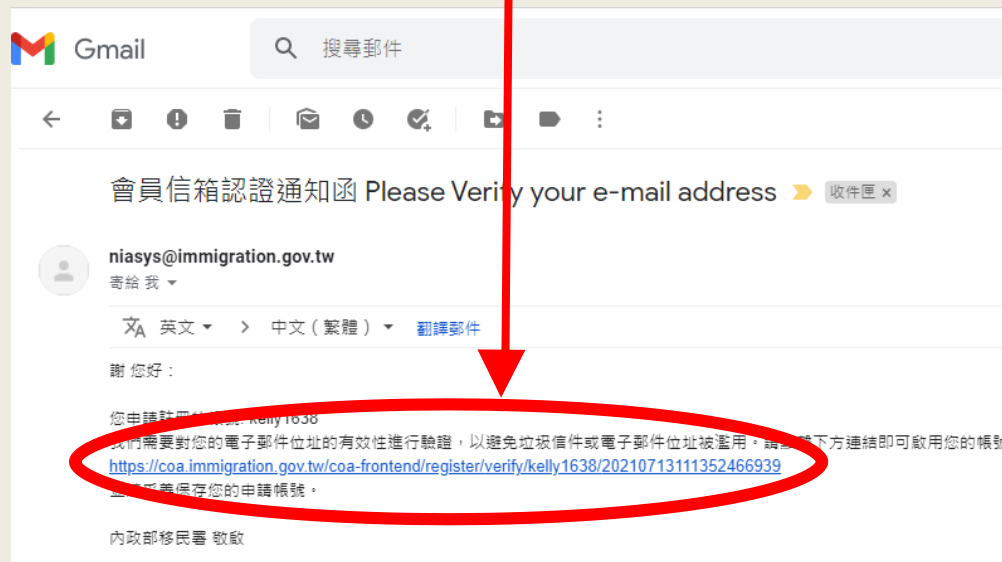 Gmail
搜尋郵件
會員信箱認證通知函 Please Verify your e-mail address
收件匣 ×
niasys@immigration.gov.tw
寄給 我
英文 > 中文（繁體） 翻譯郵件
謝 您好：
您申請註冊 kelly1638
我們需要對您的電子郵件位址的有效性進行驗證，以避免垃圾信件或電子郵件位址被濫用。請 下方連結即可啟用您的帳號
https://coa.immigration.gov.tw/coa-frontend/register/verify/kelly1638/20210713111352466939
保存您的申請帳號。
內政部移民署 敬啟